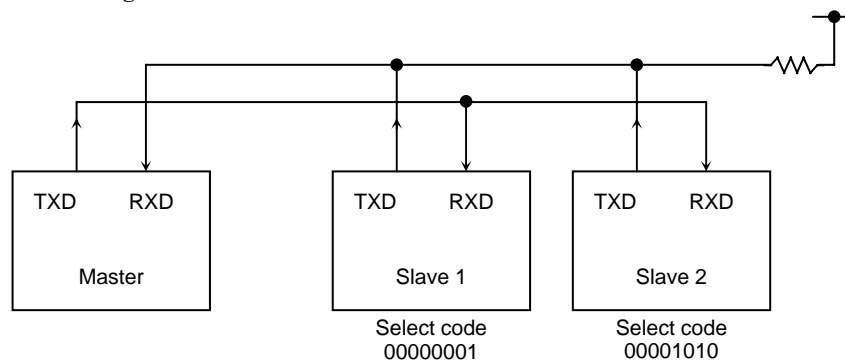 TXD RXD TXD RXD TXD RXD
Master Slave 1 Slave 2
Select code Select code
00000001 00001010